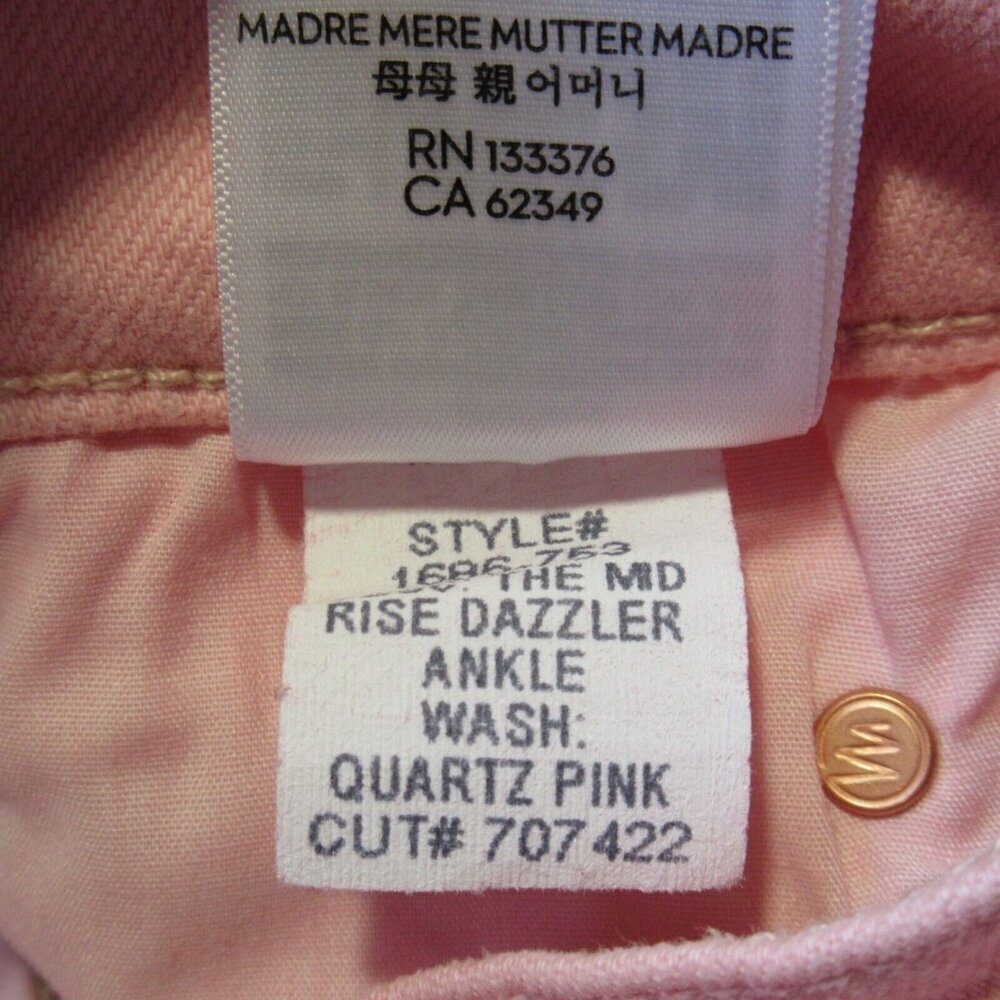 MADRE MERE MUTTER MADRE
母母 親 어머니
RN 133376
CA 62349
STYLE#
THE MID
RISE DAZZLER
ANKLE
WASH:
QUARTZ PINK
CUT# 707422